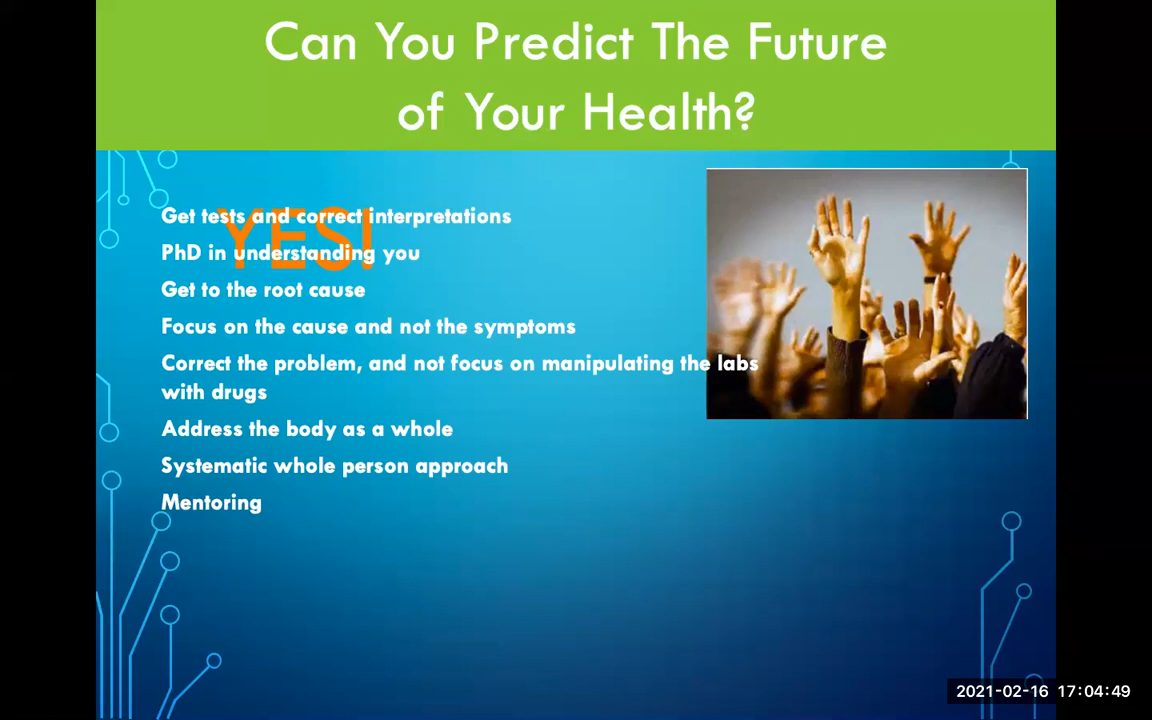 Can You Predict The Future
of Your Health?
YES!
Get tests and correct interpretations
PhD in understanding you
Get to the root cause
Focus on the cause and not the symptoms
Correct the problem, and not focus on manipulating the labs
with drugs
Address the body as a whole
Systematic whole person approach
Mentoring
2021-02-16 17:04:49